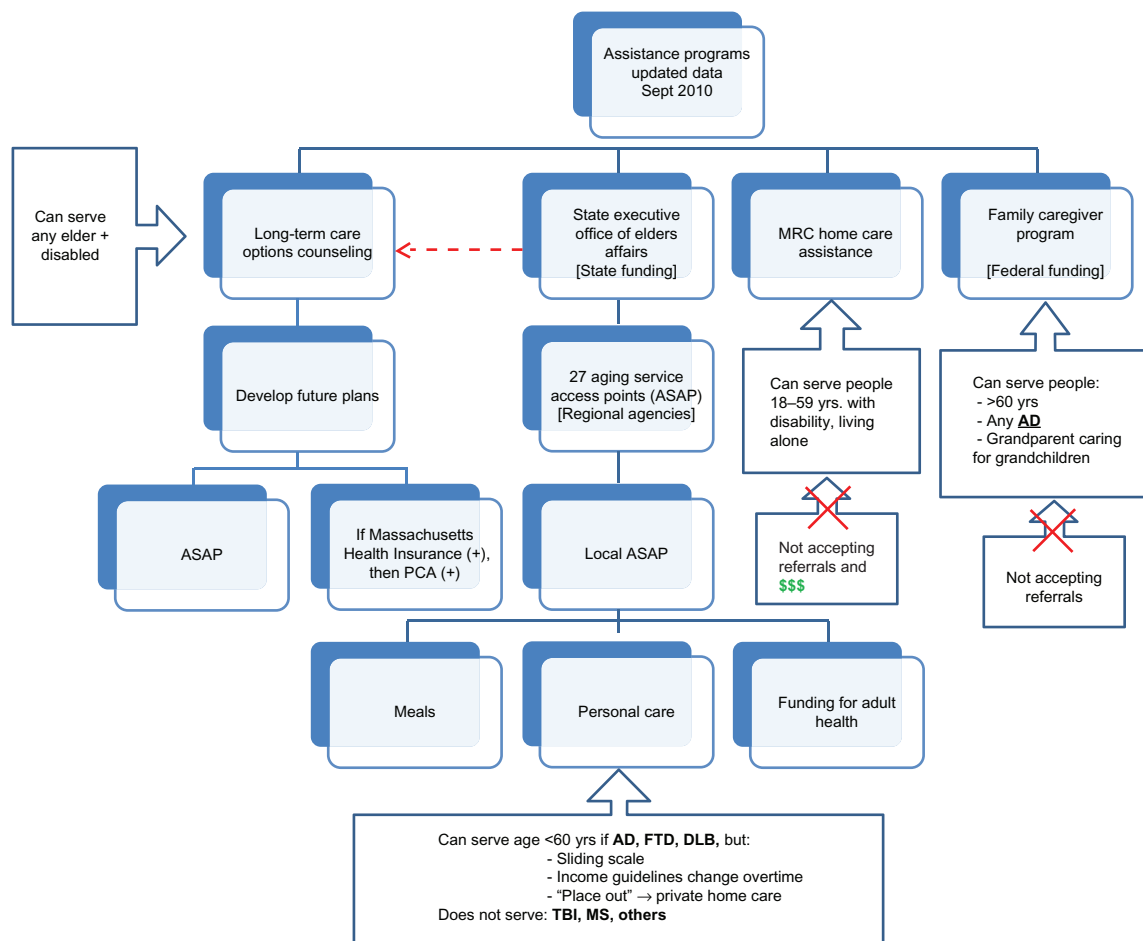 Assistance programs
updated data
Sept 2010
Can serve
any elder +
disabled
Long-term care
options counseling
State executive
office of elders
affairs
[State funding]
MRC home care
assistance
Family caregiver
program
[Federal funding]
Develop future plans
27 aging service
access points (ASAP)
[Regional agencies]
Can serve people
18–59 yrs. with
disability, living
alone
Can serve people:
- >60 yrs
- Any AD
- Grandparent caring
for grandchildren
ASAP
If Massachusetts
Health Insurance (+),
then PCA (+)
Local ASAP
Not accepting
referrals and
$$$
Not accepting
referrals
Meals
Personal care
Funding for adult
health
Can serve age <60 yrs if AD, FTD, DLB, but:
- Sliding scale
- Income guidelines change overtime
- “Place out” → private home care
Does not serve: TBI, MS, others